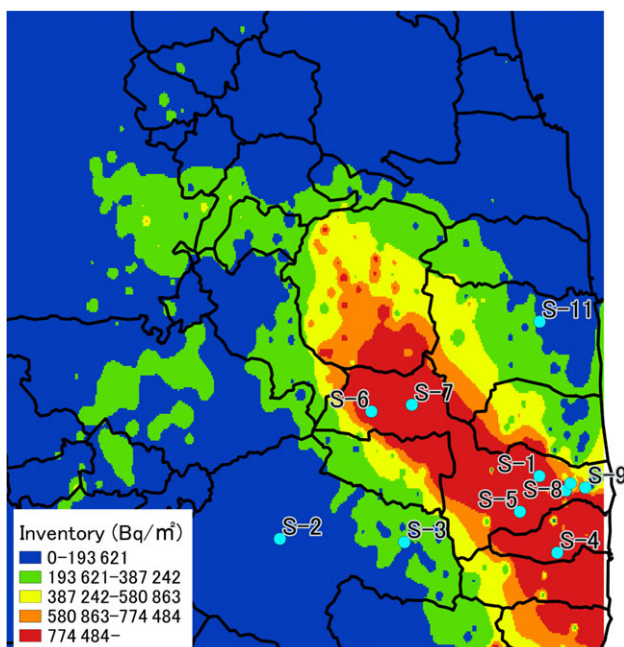 S-11
S-6
S-7
S-1
S-9
S-8
S-5
S-2
S-3
S-4
Inventory (Bq/㎡)
0-193 621
193 621-387 242
387 242-580 863
580 863-774 484
774 484-